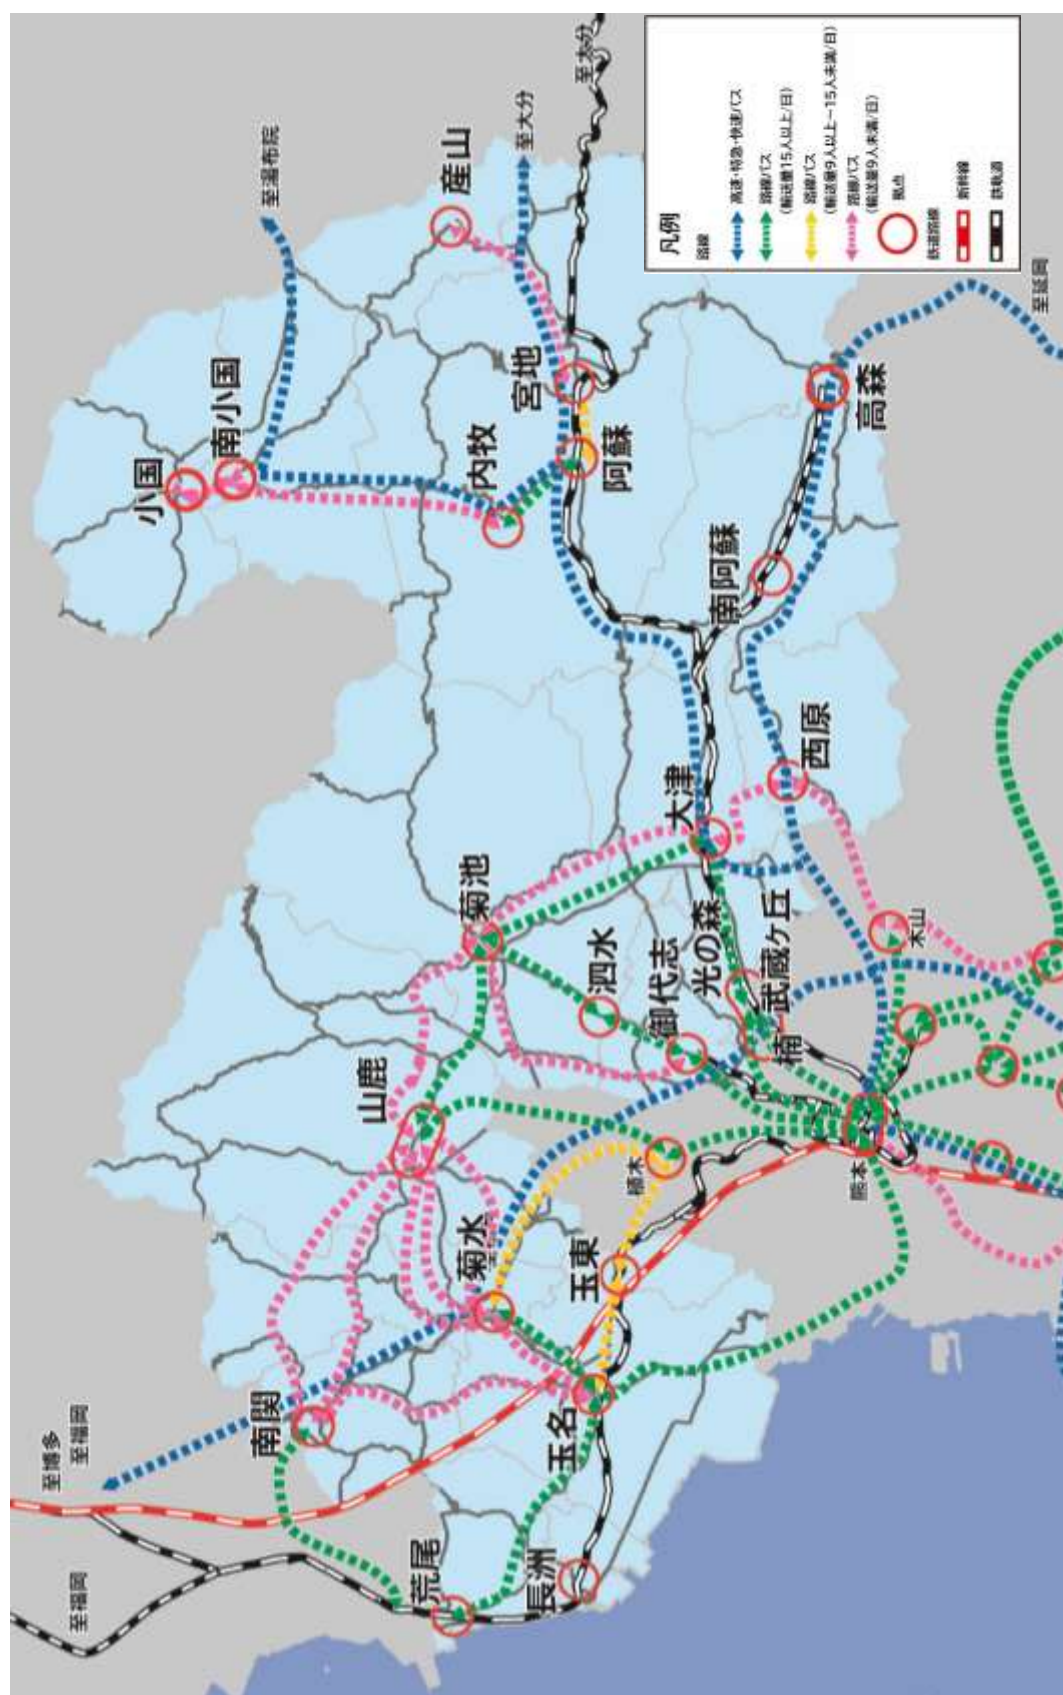 至博多
至福岡
至福岡
南関
荒尾
長洲
玉名
菊水
玉東
山鹿
植木
菊池
泗水
御代志
光の森
武蔵ヶ丘
楠
熊本
木山
大津
西原
南阿蘇
高森
阿蘇
宮地
内牧
小国
南小国
産山
至湯布院
至大分
至大分
至延岡
凡例
路線
高速・特急・快速バス
路線バス
(輸送量15人以上/日)
路線バス
(輸送量9人以上ー15人未満/日)
路線バス
(輸送量9人未満/日)
拠点
鉄道路線
新幹線
鉄軌道